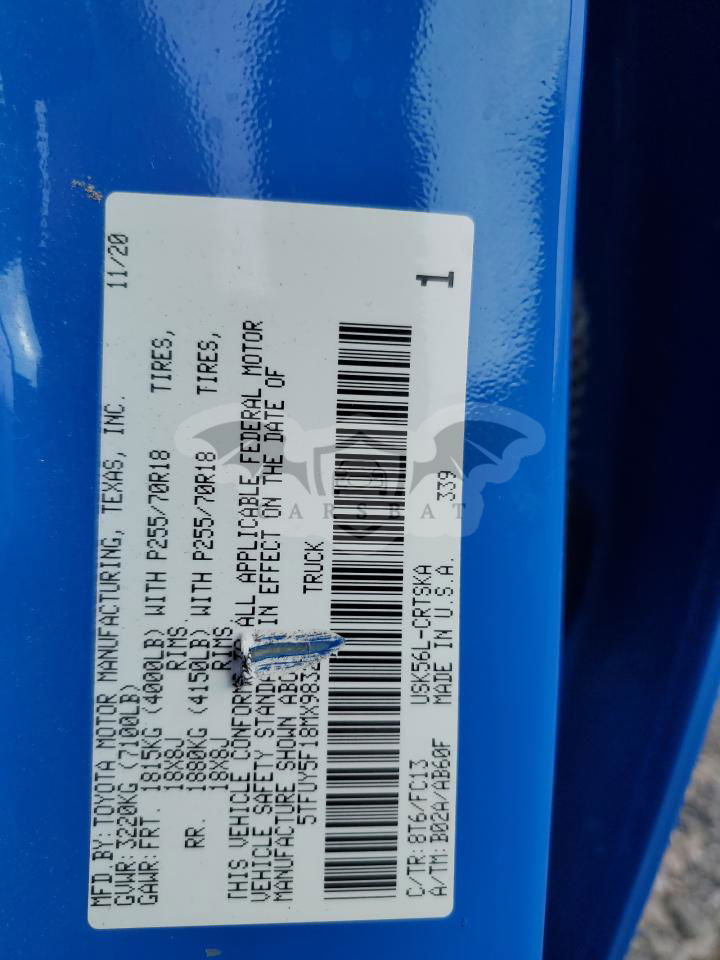 MFD BY: TOYOTA MOTOR MANUFACTURING, TEXAS, INC. 11/20
GVWR: 3220KG (7100LB)
GAWR: FRT. 1815KG (4000LB) WITH P255/70R18 TIRES,
18X8J RIMS,
RR. 1880KG (4150LB) WITH P255/70R18 TIRES,
18X8J RIMS
THIS VEHICLE CONFORMS ALL APPLICABLE FEDERAL MOTOR
VEHICLE SAFETY IN EFFECT ON THE DATE OF
MANUFACTURE SHOWN
TRUCK
1
C/TR: 8T6/FC13 USK56L-CRTSKA 339
A/TM: B02A/AB60F MADE IN U.S.A.
CARSBAT